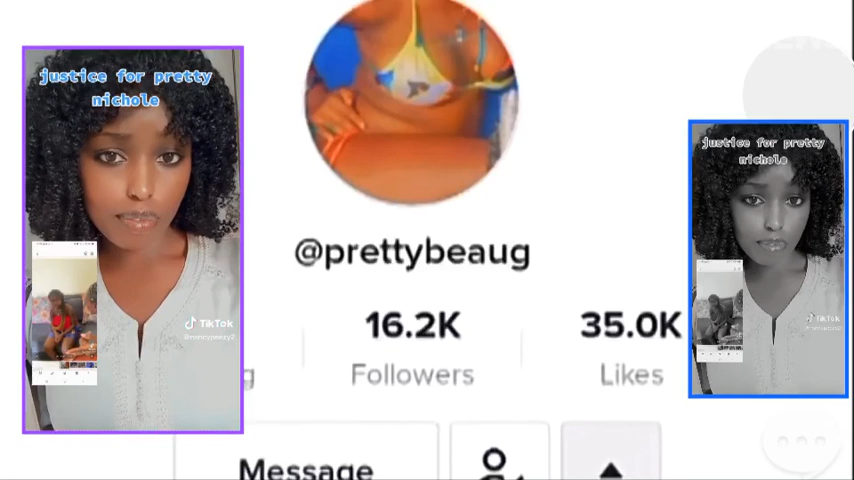 justice for pretty
nichole
TikTok
@prettybeaug
16.2K
Followers
35.0K
Likes
Message
justice for pretty
nichole
TikTok